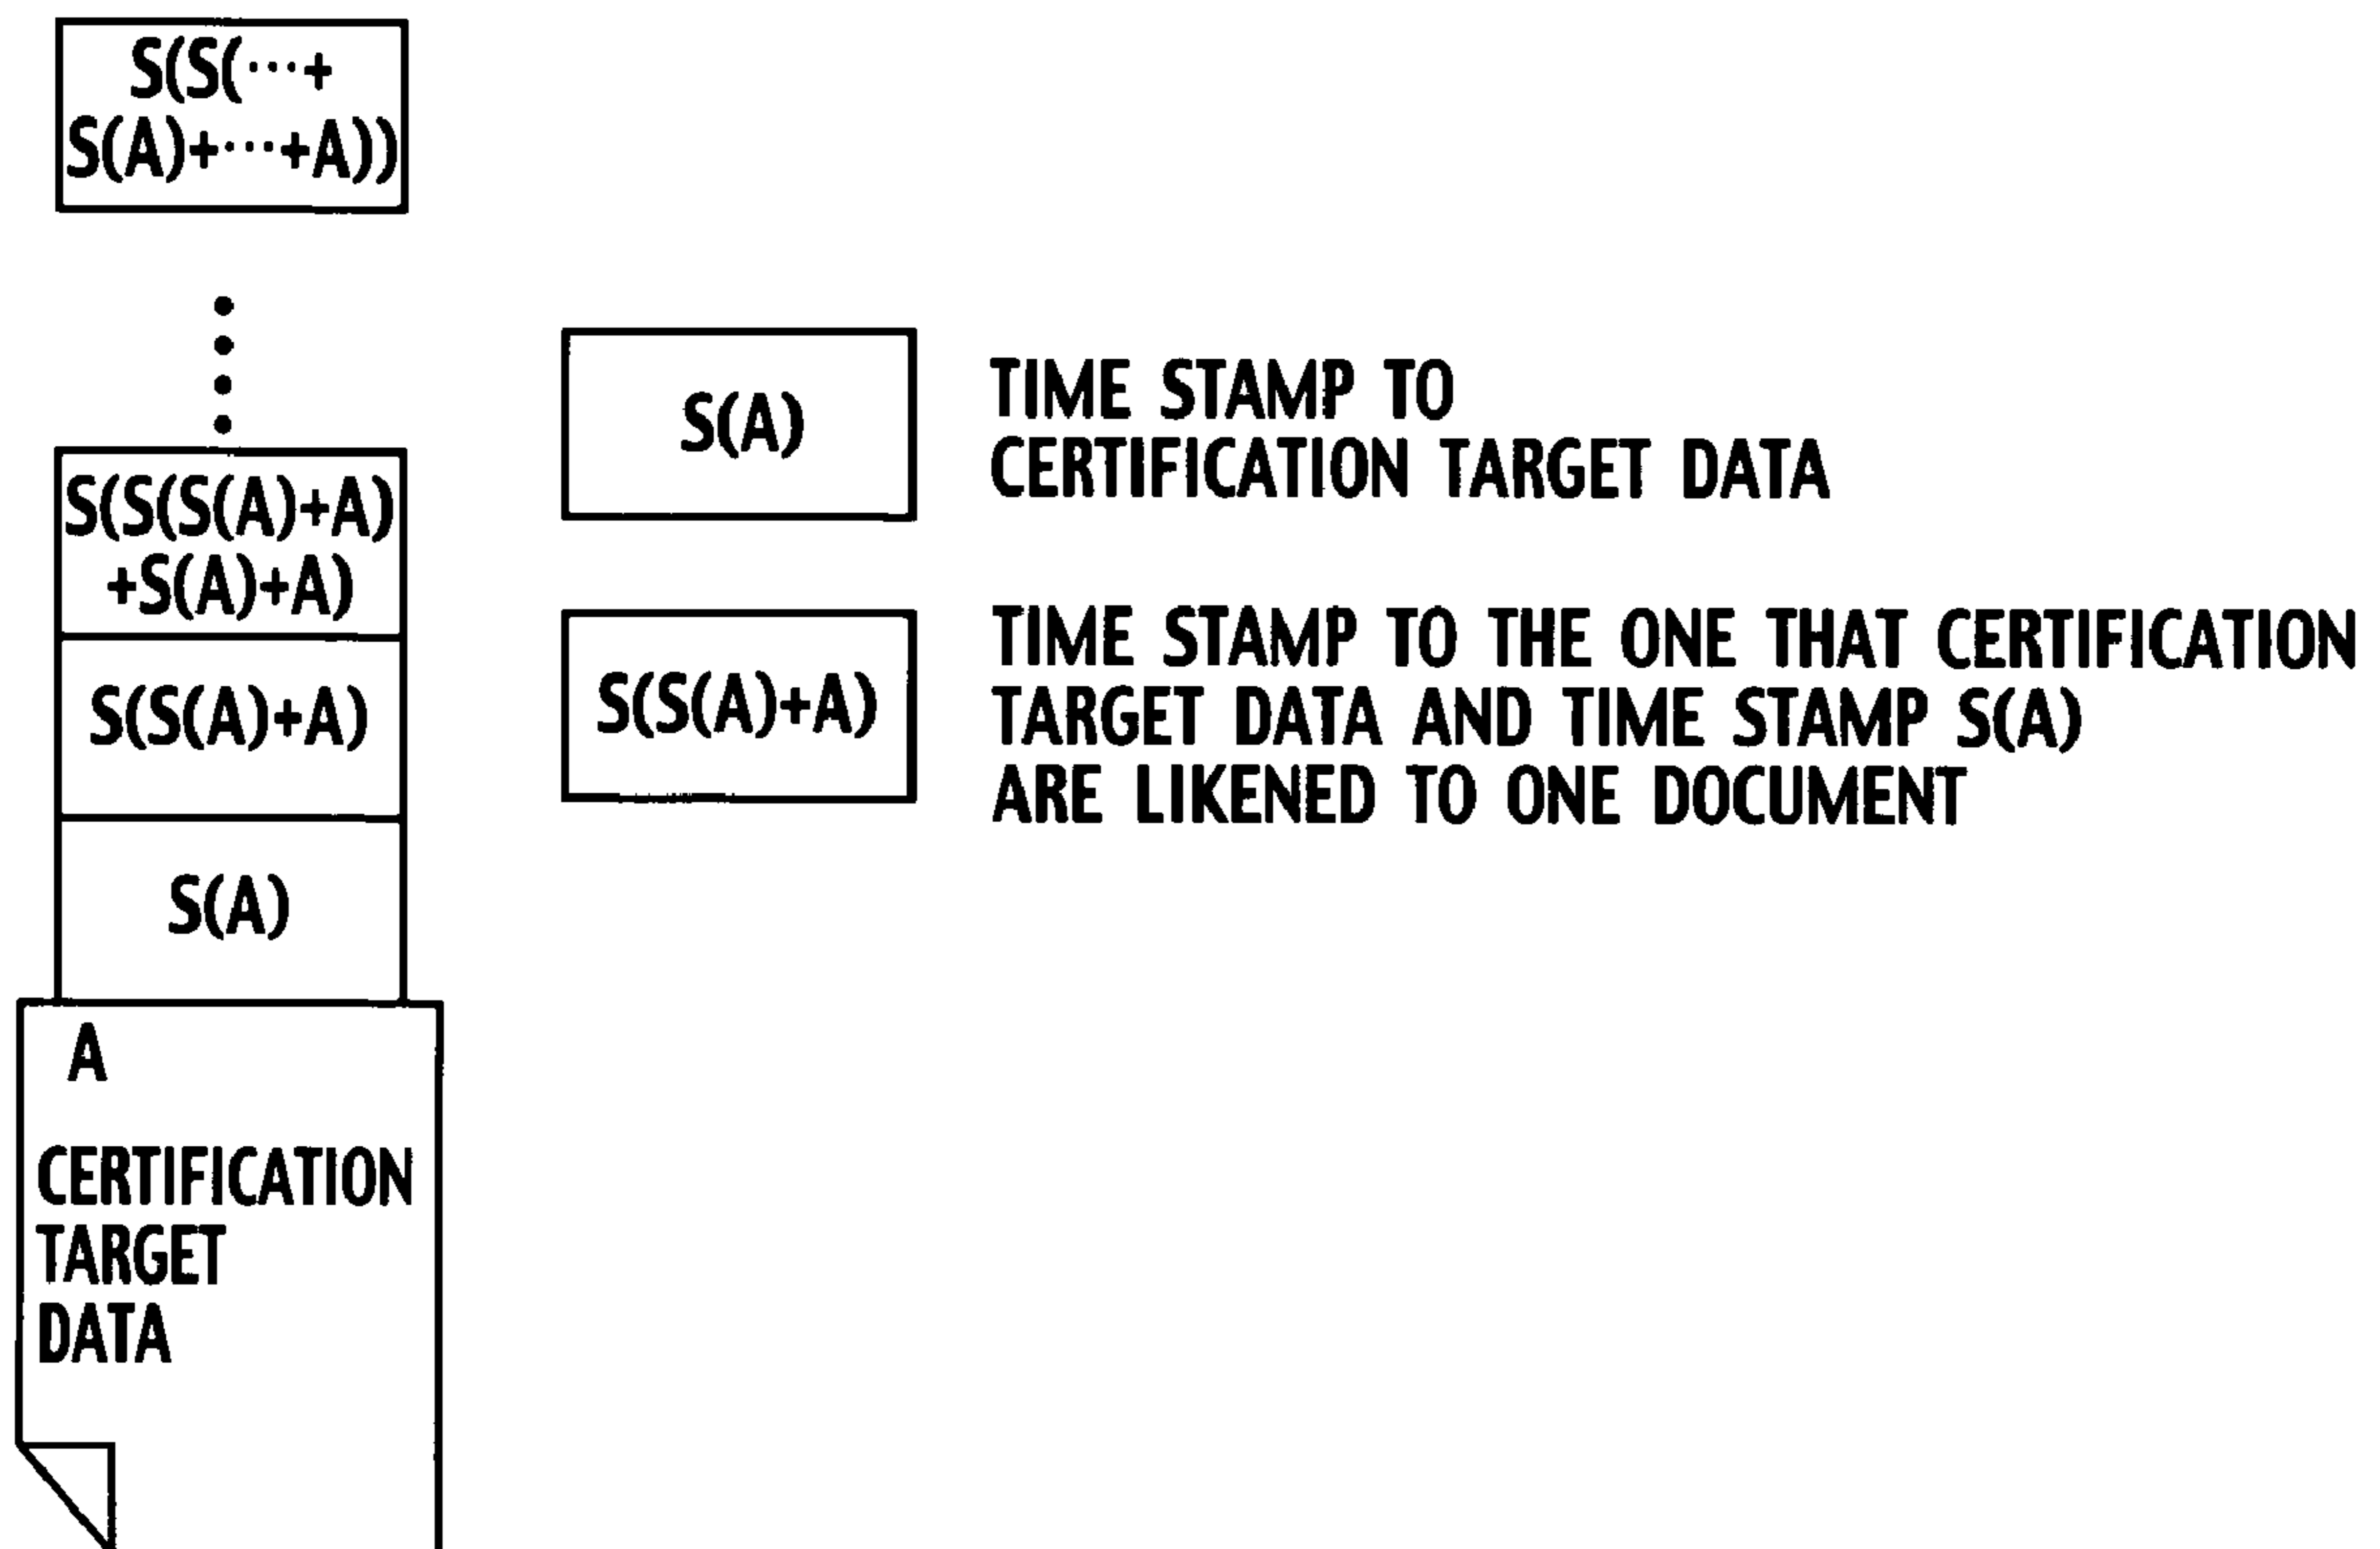 S(S(···+
S(A)+···+A))
S(S(S(A)+A)
+S(A)+A)
S(S(A)+A)
S(A)
A
CERTIFICATION
TARGET
DATA
S(A)
TIME STAMP TO
CERTIFICATION TARGET DATA
S(S(A)+A)
TIME STAMP TO THE ONE THAT CERTIFICATION
TARGET DATA AND TIME STAMP S(A)
ARE LIKENED TO ONE DOCUMENT